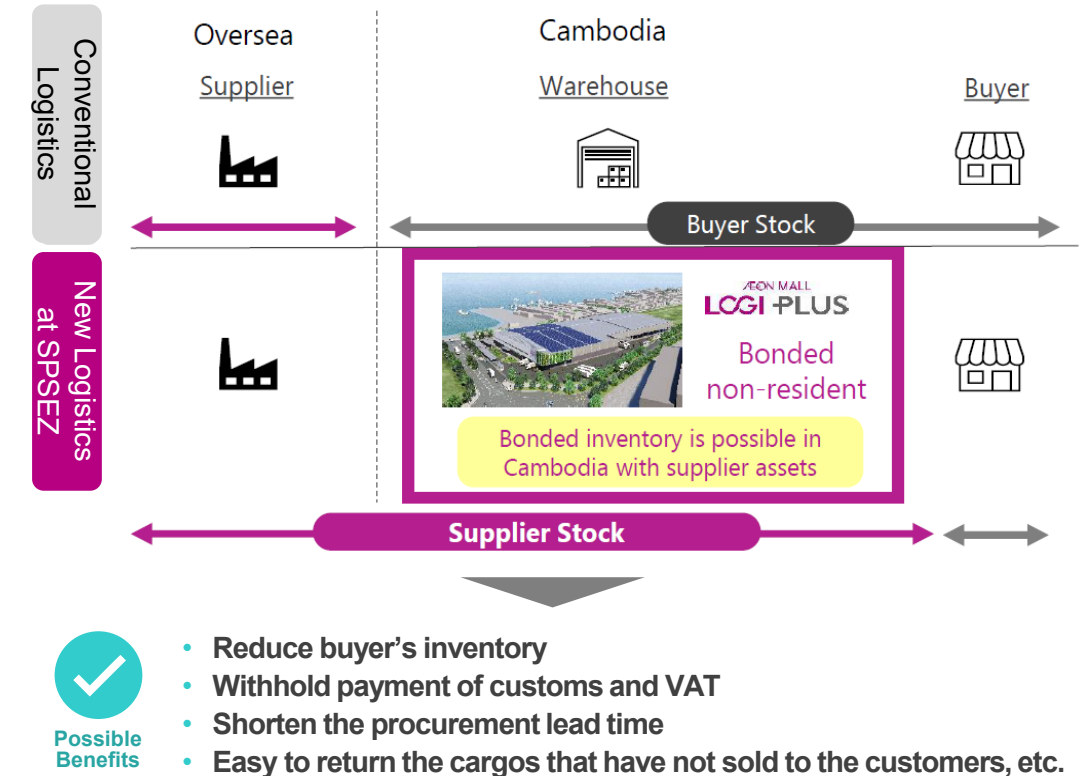 Conventional
Logistics
Oversea
Cambodia
Supplier
Warehouse
Buyer
Buyer Stock
New Logistics
at SPSEZ
ÆON MALL
LOGI PLUS
Bonded
non-resident
Bonded inventory is possible in
Cambodia with supplier assets
Supplier Stock
Possible
Benefits
• Reduce buyer’s inventory
• Withhold payment of customs and VAT
• Shorten the procurement lead time
• Easy to return the cargos that have not sold to the customers, etc.